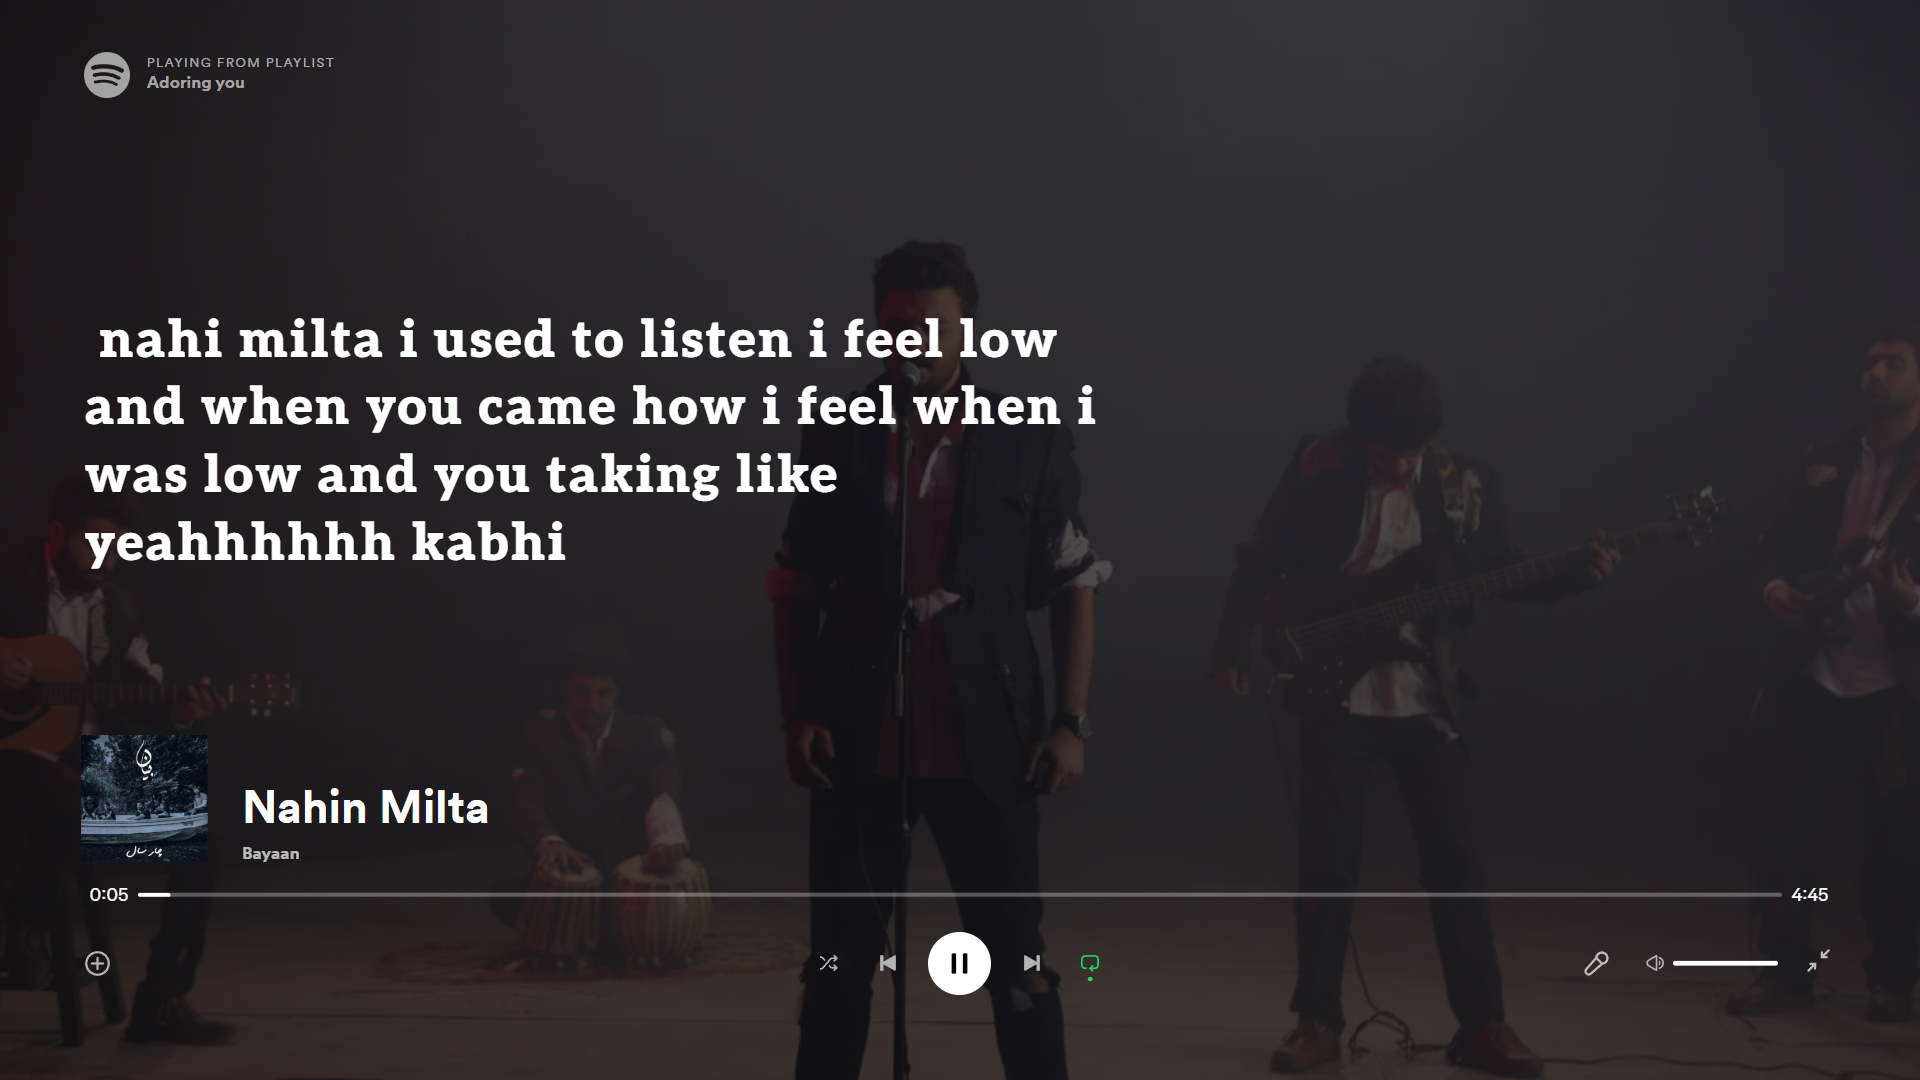 PLAYING FROM PLAYLIST
Adoring you
nahi milta i used to listen i feel low
and when you came how i feel when i
was low and you taking like
yeahhhhhhh kabhi
بیان
چار سال
Nahin Milta
Bayaan
0:05
4:45